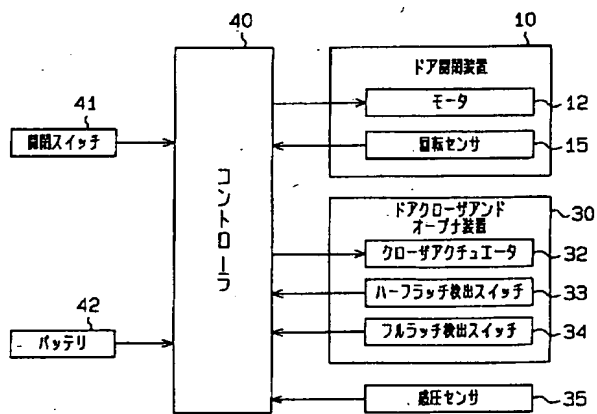 40
コントローラ
41
開閉スイッチ
42
バッテリ
10
ドア開閉装置
モータ
12
回転センサ
15
ドアクローザアンド
オープナ装置
30
クローザアクチュエータ
32
ハーフラッチ検出スイッチ
33
フルラッチ検出スイッチ
34
感圧センサ
35